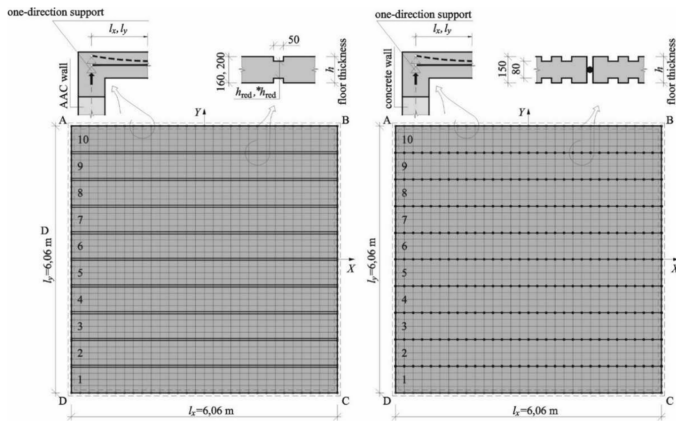 one-direction support
lx, ly
50
AAC wall
160, 200
h
floor thickness
hred, *hred
A
Y
B
10
9
8
7
6
5
4
3
2
1
D
X
ly=6,06 m
D
C
lx=6,06 m
one-direction support
lx, ly
concrete wall
150
80
h
floor thickness
A
Y
B
10
9
8
7
6
5
4
3
2
1
X
ly=6,06 m
D
C
lx=6,06 m